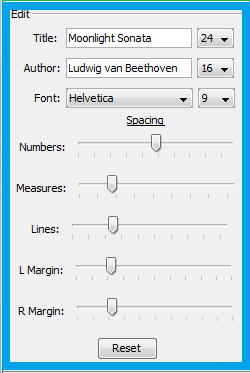 Edit
Title: Moonlight Sonata 24
Author: Ludwig van Beethoven 16
Font: Helvetica 9
Spacing
Numbers:
Measures:
Lines:
L Margin:
R Margin:
Reset